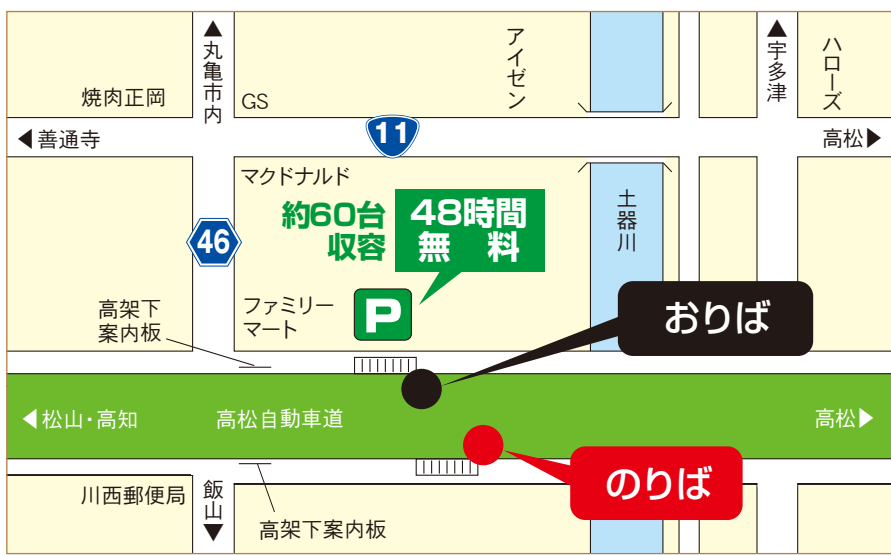 ▲丸亀市内
アイゼン
▲宇多津
ハローズ
焼肉正岡
GS
◀善通寺
11
高松▶
マクドナルド
約60台
収容
48時間
無 料
土器川
46
高架下
案内板
ファミリー
マート
P
おりば
◀松山・高知
高松自動車道
高松▶
のりば
川西郵便局
飯山▼
高架下案内板